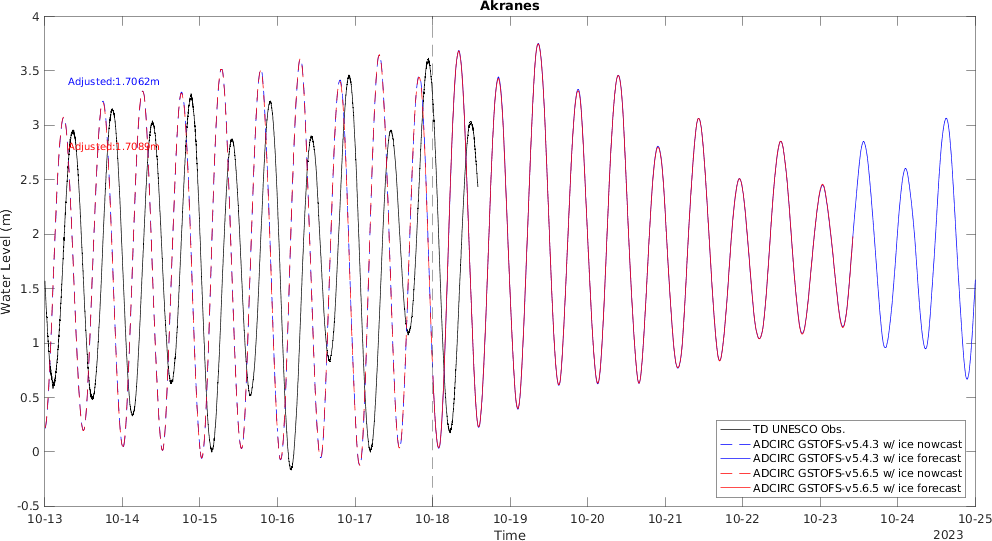 Akranes
4
3.5
3
2.5
2
1.5
1
0.5
0
-0.5
Water Level (m)
Adjusted:1.7062m
Adjusted:1.7089m
TD UNESCO Obs.
ADCIRC GSTOFS-v5.4.3 w/ ice nowcast
ADCIRC GSTOFS-v5.4.3 w/ ice forecast
ADCIRC GSTOFS-v5.6.5 w/ ice nowcast
ADCIRC GSTOFS-v5.6.5 w/ ice forecast
10-13 10-14 10-15 10-16 10-17 10-18 10-19 10-20 10-21 10-22 10-23 10-24 10-25
Time
2023